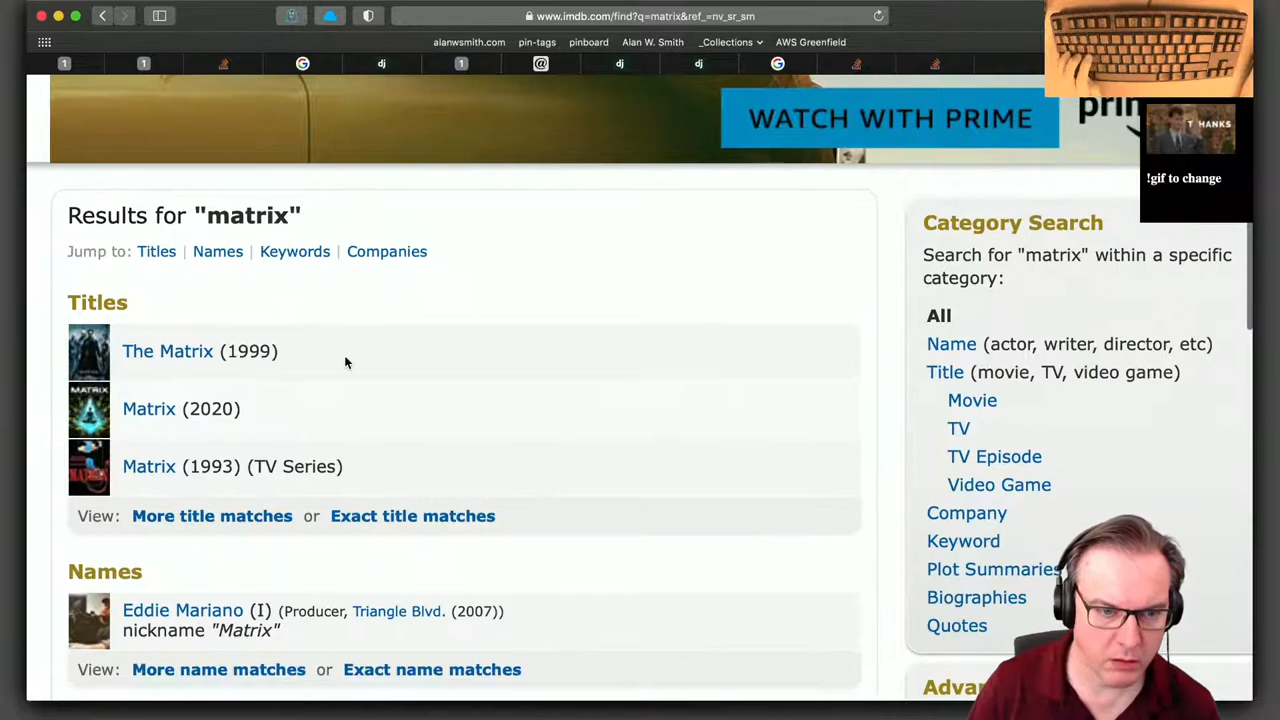 www.imdb.com/find?q=matrix&ref_=nv_sr_sm
alanwsmith.com pin-tags pinboard Alan W. Smith _Collections AWS Greenfield
1 1 G dj 1 @ dj dj G
WATCH WITH PRIME
T HANKS
!gif to change
Results for "matrix"
Jump to: Titles | Names | Keywords | Companies
Titles
The Matrix (1999)
MATRIX
Matrix (2020)
Matrix (1993) (TV Series)
View: More title matches or Exact title matches
Names
Eddie Mariano (I) (Producer, Triangle Blvd. (2007))
nickname "Matrix"
View: More name matches or Exact name matches
Category Search
Search for "matrix" within a specific
category:
All
Name (actor, writer, director, etc)
Title (movie, TV, video game)
Movie
TV
TV Episode
Video Game
Company
Keyword
Plot Summaries
Biographies
Quotes